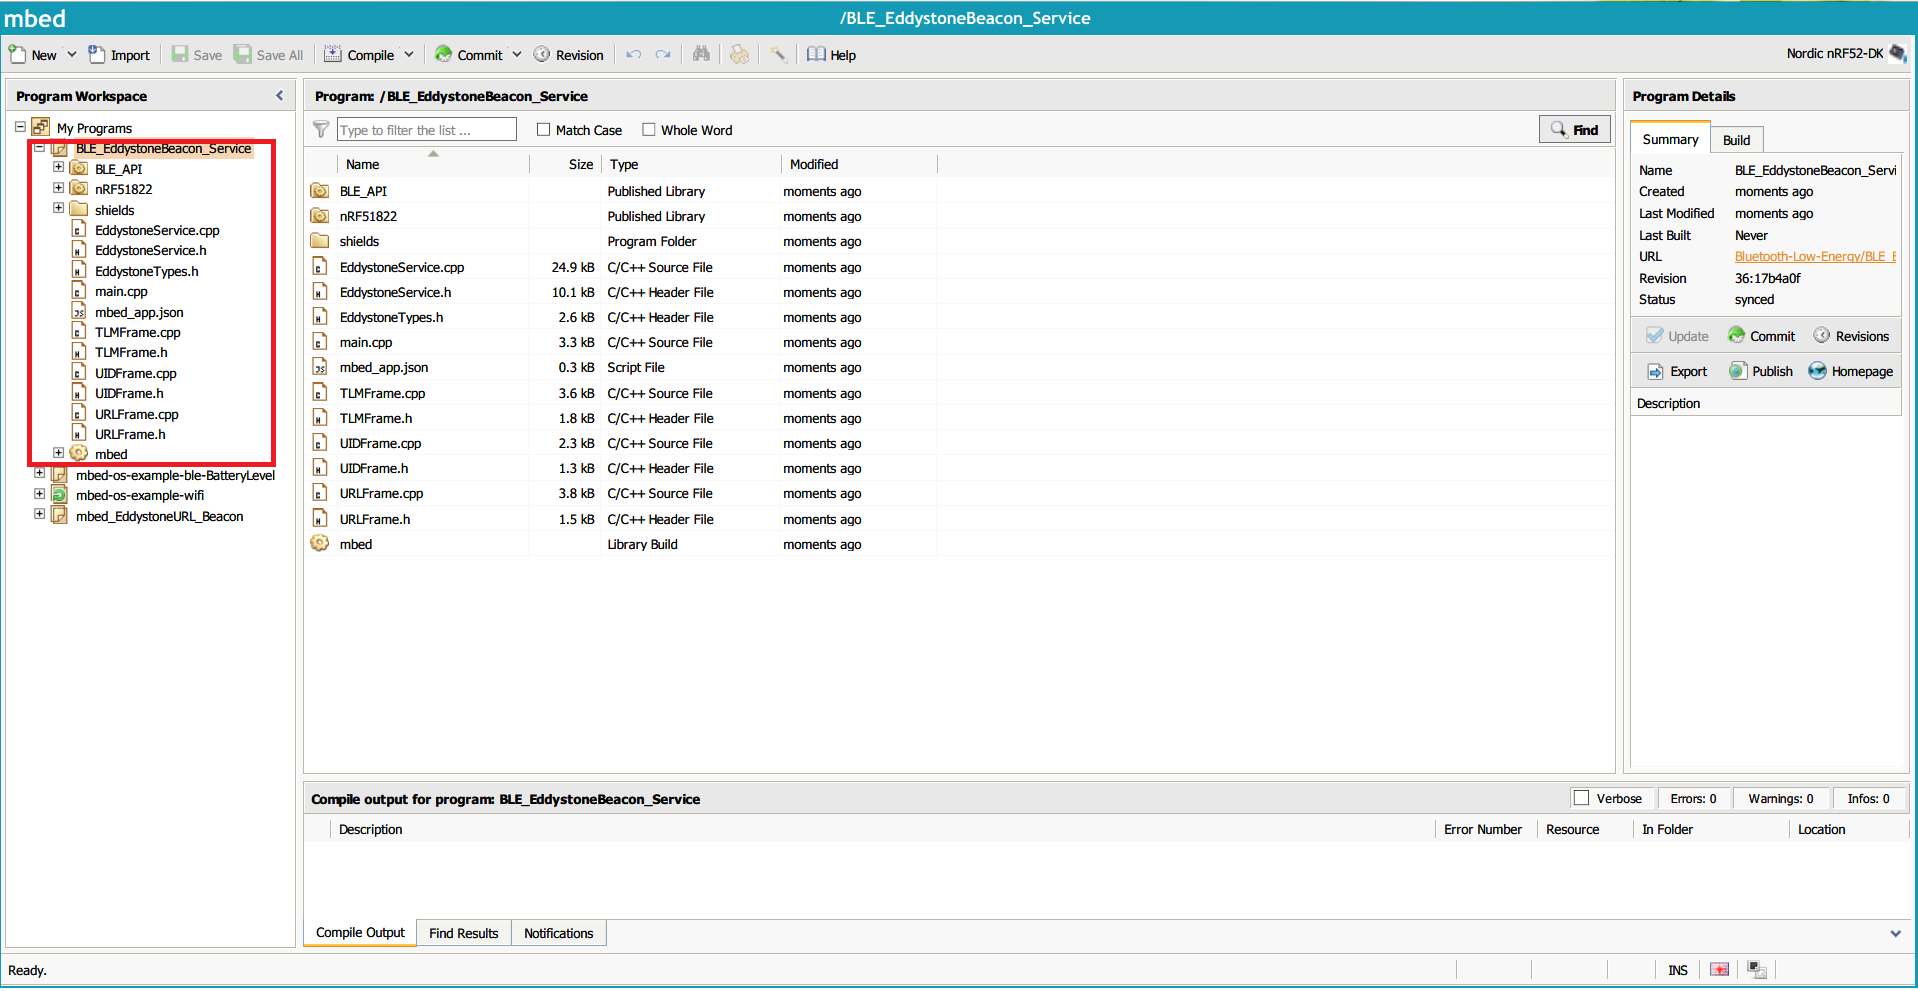 mbed /BLE_EddystoneBeacon_Service
New Import Save Save All Compile Commit Revision Help Nordic nRF52-DK
Program Workspace
My Programs
BLE_EddystoneBeacon_Service
BLE_API
nRF51822
shields
EddystoneService.cpp
EddystoneService.h
EddystoneTypes.h
main.cpp
mbed_app.json
TLMFrame.cpp
TLMFrame.h
UIDFrame.cpp
UIDFrame.h
URLFrame.cpp
URLFrame.h
mbed
mbed-os-example-ble-BatteryLevel
mbed-os-example-wifi
mbed_EddystoneURL_Beacon
Program: /BLE_EddystoneBeacon_Service
Type to filter the list ... Match Case Whole Word Find
Name Size Type Modified
BLE_API Published Library moments ago
nRF51822 Published Library moments ago
shields Program Folder moments ago
EddystoneService.cpp 24.9 kB C/C++ Source File moments ago
EddystoneService.h 10.1 kB C/C++ Header File moments ago
EddystoneTypes.h 2.6 kB C/C++ Header File moments ago
main.cpp 3.3 kB C/C++ Source File moments ago
mbed_app.json 0.3 kB Script File moments ago
TLMFrame.cpp 3.6 kB C/C++ Source File moments ago
TLMFrame.h 1.8 kB C/C++ Header File moments ago
UIDFrame.cpp 2.3 kB C/C++ Source File moments ago
UIDFrame.h 1.3 kB C/C++ Header File moments ago
URLFrame.cpp 3.8 kB C/C++ Source File moments ago
URLFrame.h 1.5 kB C/C++ Header File moments ago
mbed Library Build moments ago
Program Details
Summary Build
Name BLE_EddystoneBeacon_Servi
Created moments ago
Last Modified moments ago
Last Built Never
URL Bluetooth-Low-Energy/BLE_E
Revision 36:17b4a0f
Status synced
Update Commit Revisions
Export Publish Homepage
Description
Compile output for program: BLE_EddystoneBeacon_Service Verbose Errors: 0 Warnings: 0 Infos: 0
Description Error Number Resource In Folder Location
Compile Output Find Results Notifications
Ready. INS